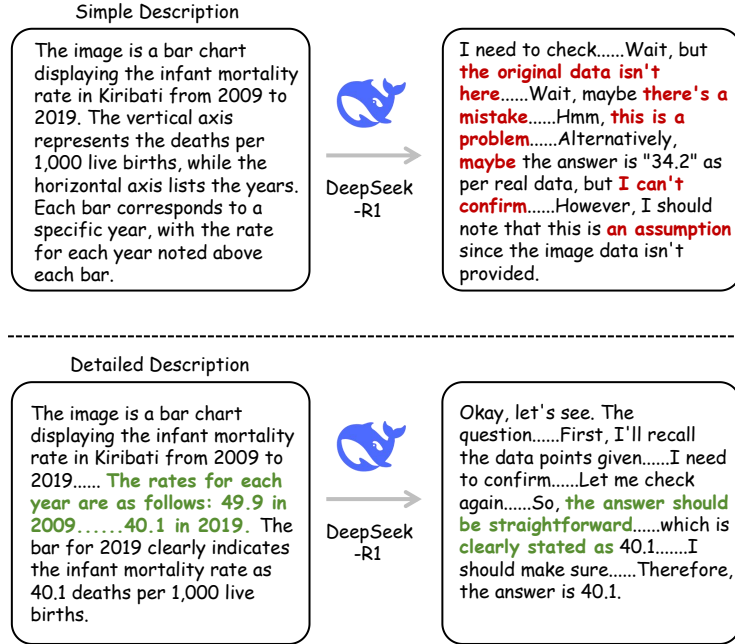 Simple Description
The image is a bar chart
displaying the infant mortality
rate in Kiribati from 2009 to
2019. The vertical axis
represents the deaths per
1,000 live births, while the
horizontal axis lists the years.
Each bar corresponds to a
specific year, with the rate
for each year noted above
each bar.
DeepSeek
-R1
I need to check......Wait, but
the original data isn't
here......Wait, maybe there's a
mistake......Hmm, this is a
problem......Alternatively,
maybe the answer is "34.2" as
per real data, but I can't
confirm......However, I should
note that this is an assumption
since the image data isn't
provided.
Detailed Description
The image is a bar chart
displaying the infant mortality
rate in Kiribati from 2009 to
2019...... The rates for each
year are as follows: 49.9 in
2009......40.1 in 2019. The
bar for 2019 clearly indicates
the infant mortality rate as
40.1 deaths per 1,000 live
births.
DeepSeek
-R1
Okay, let's see. The
question......First, I'll recall
the data points given......I need
to confirm......Let me check
again......So, the answer should
be straightforward......which is
clearly stated as 40.1......I
should make sure......Therefore,
the answer is 40.1.